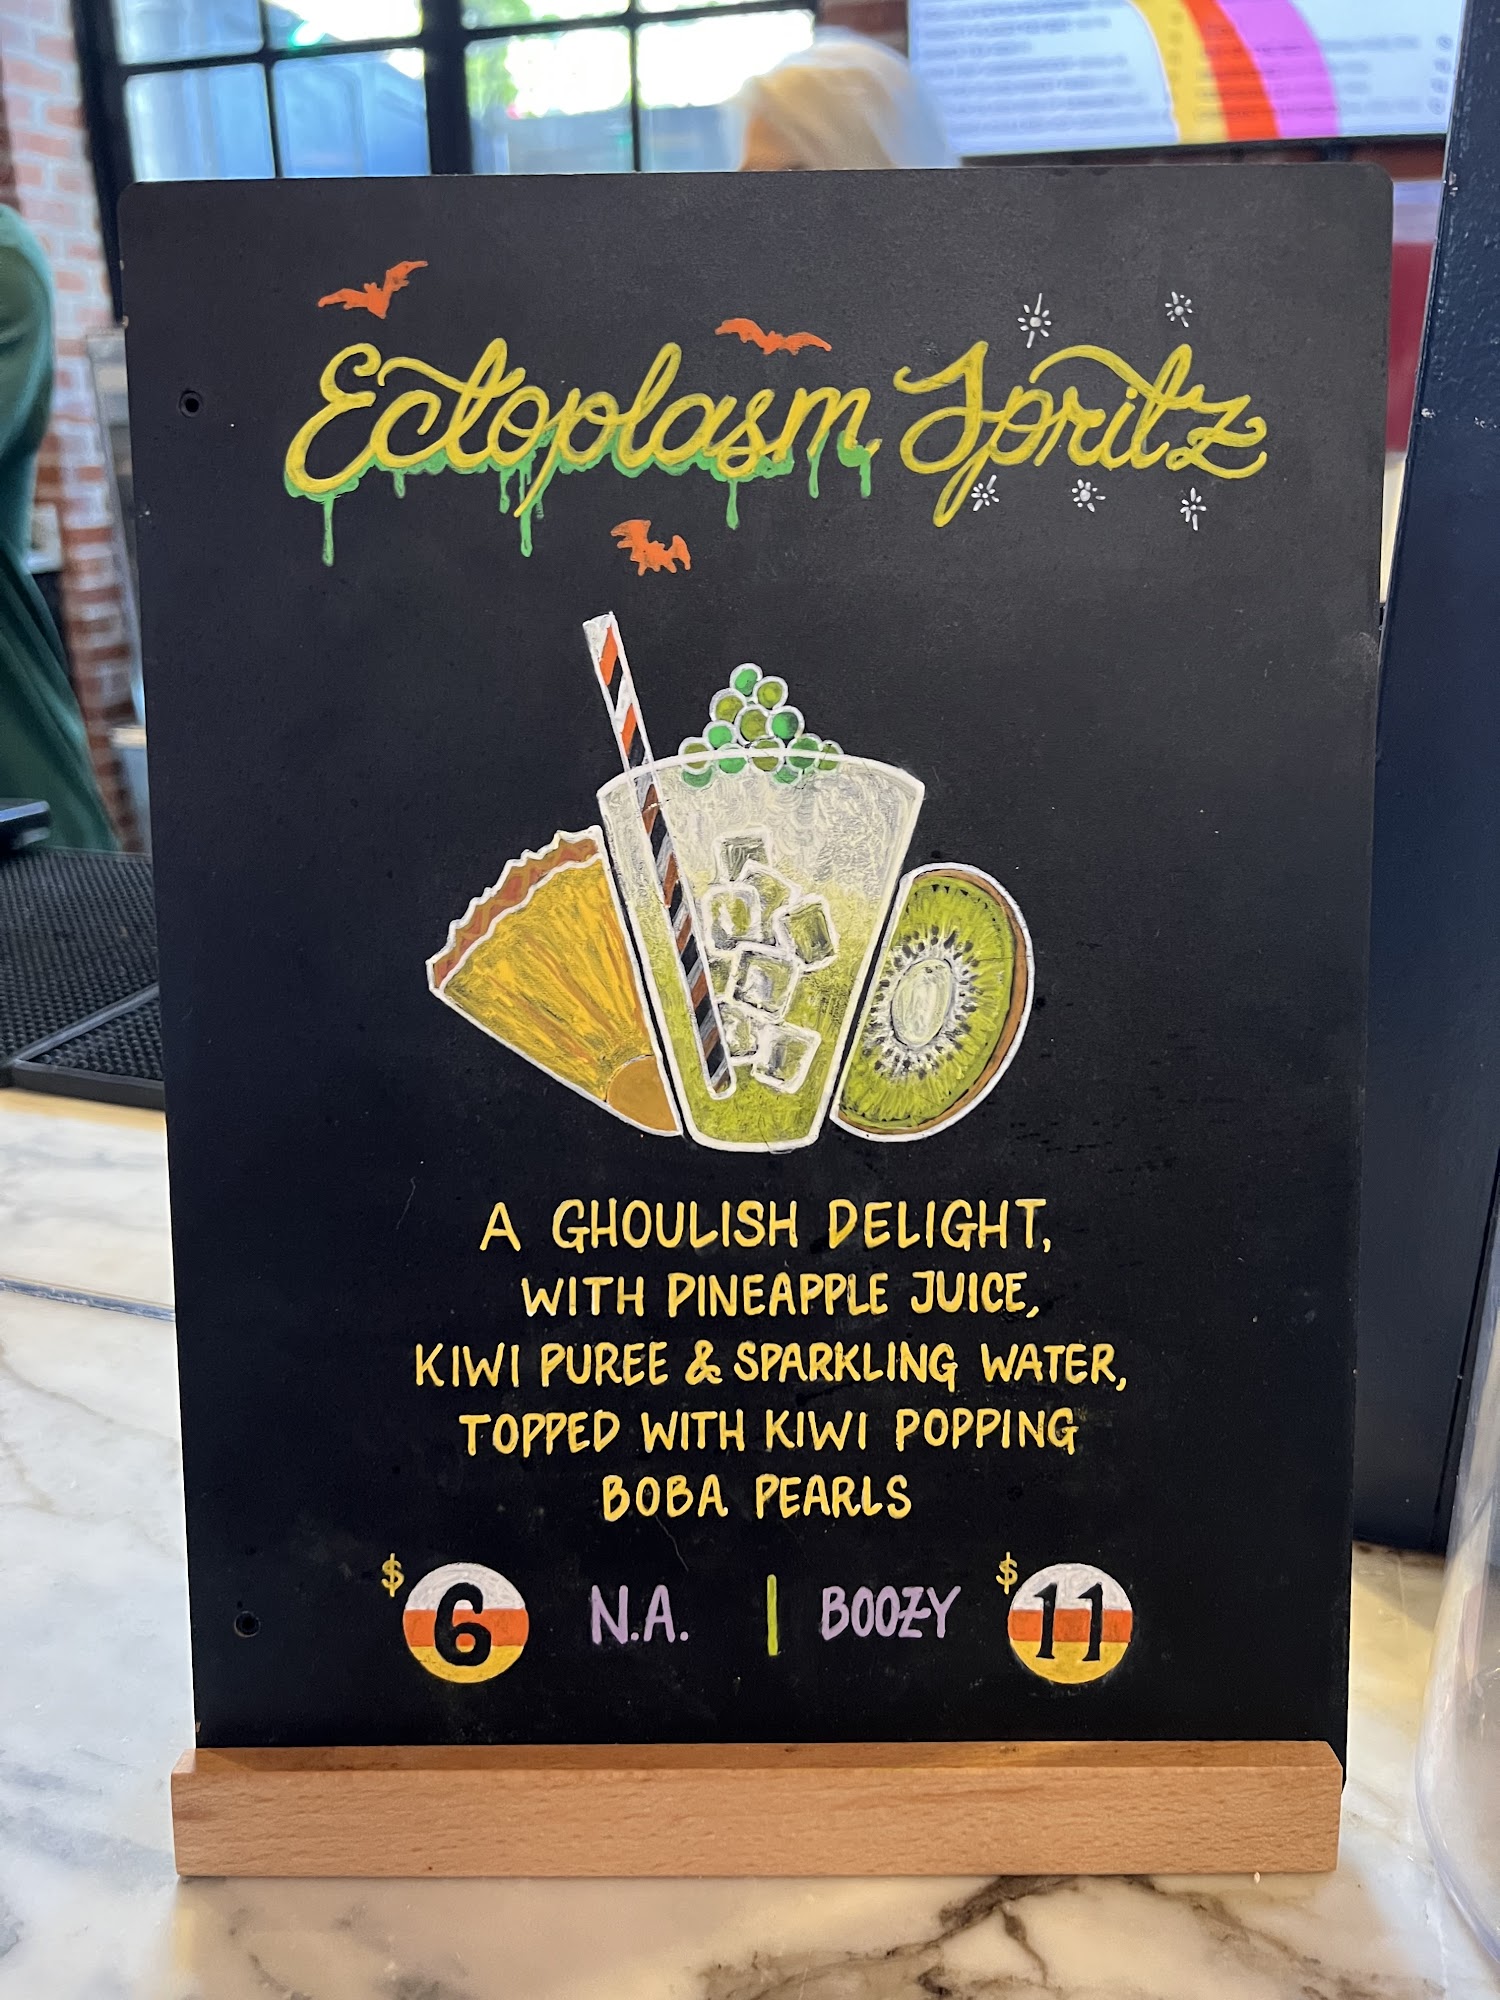 Ectoplasm Spritz
A GHOULISH DELIGHT,
WITH PINEAPPLE JUICE,
KIWI PUREE & SPARKLING WATER,
TOPPED WITH KIWI POPPING
BOBA PEARLS
$6 N.A. | BOOZY $11